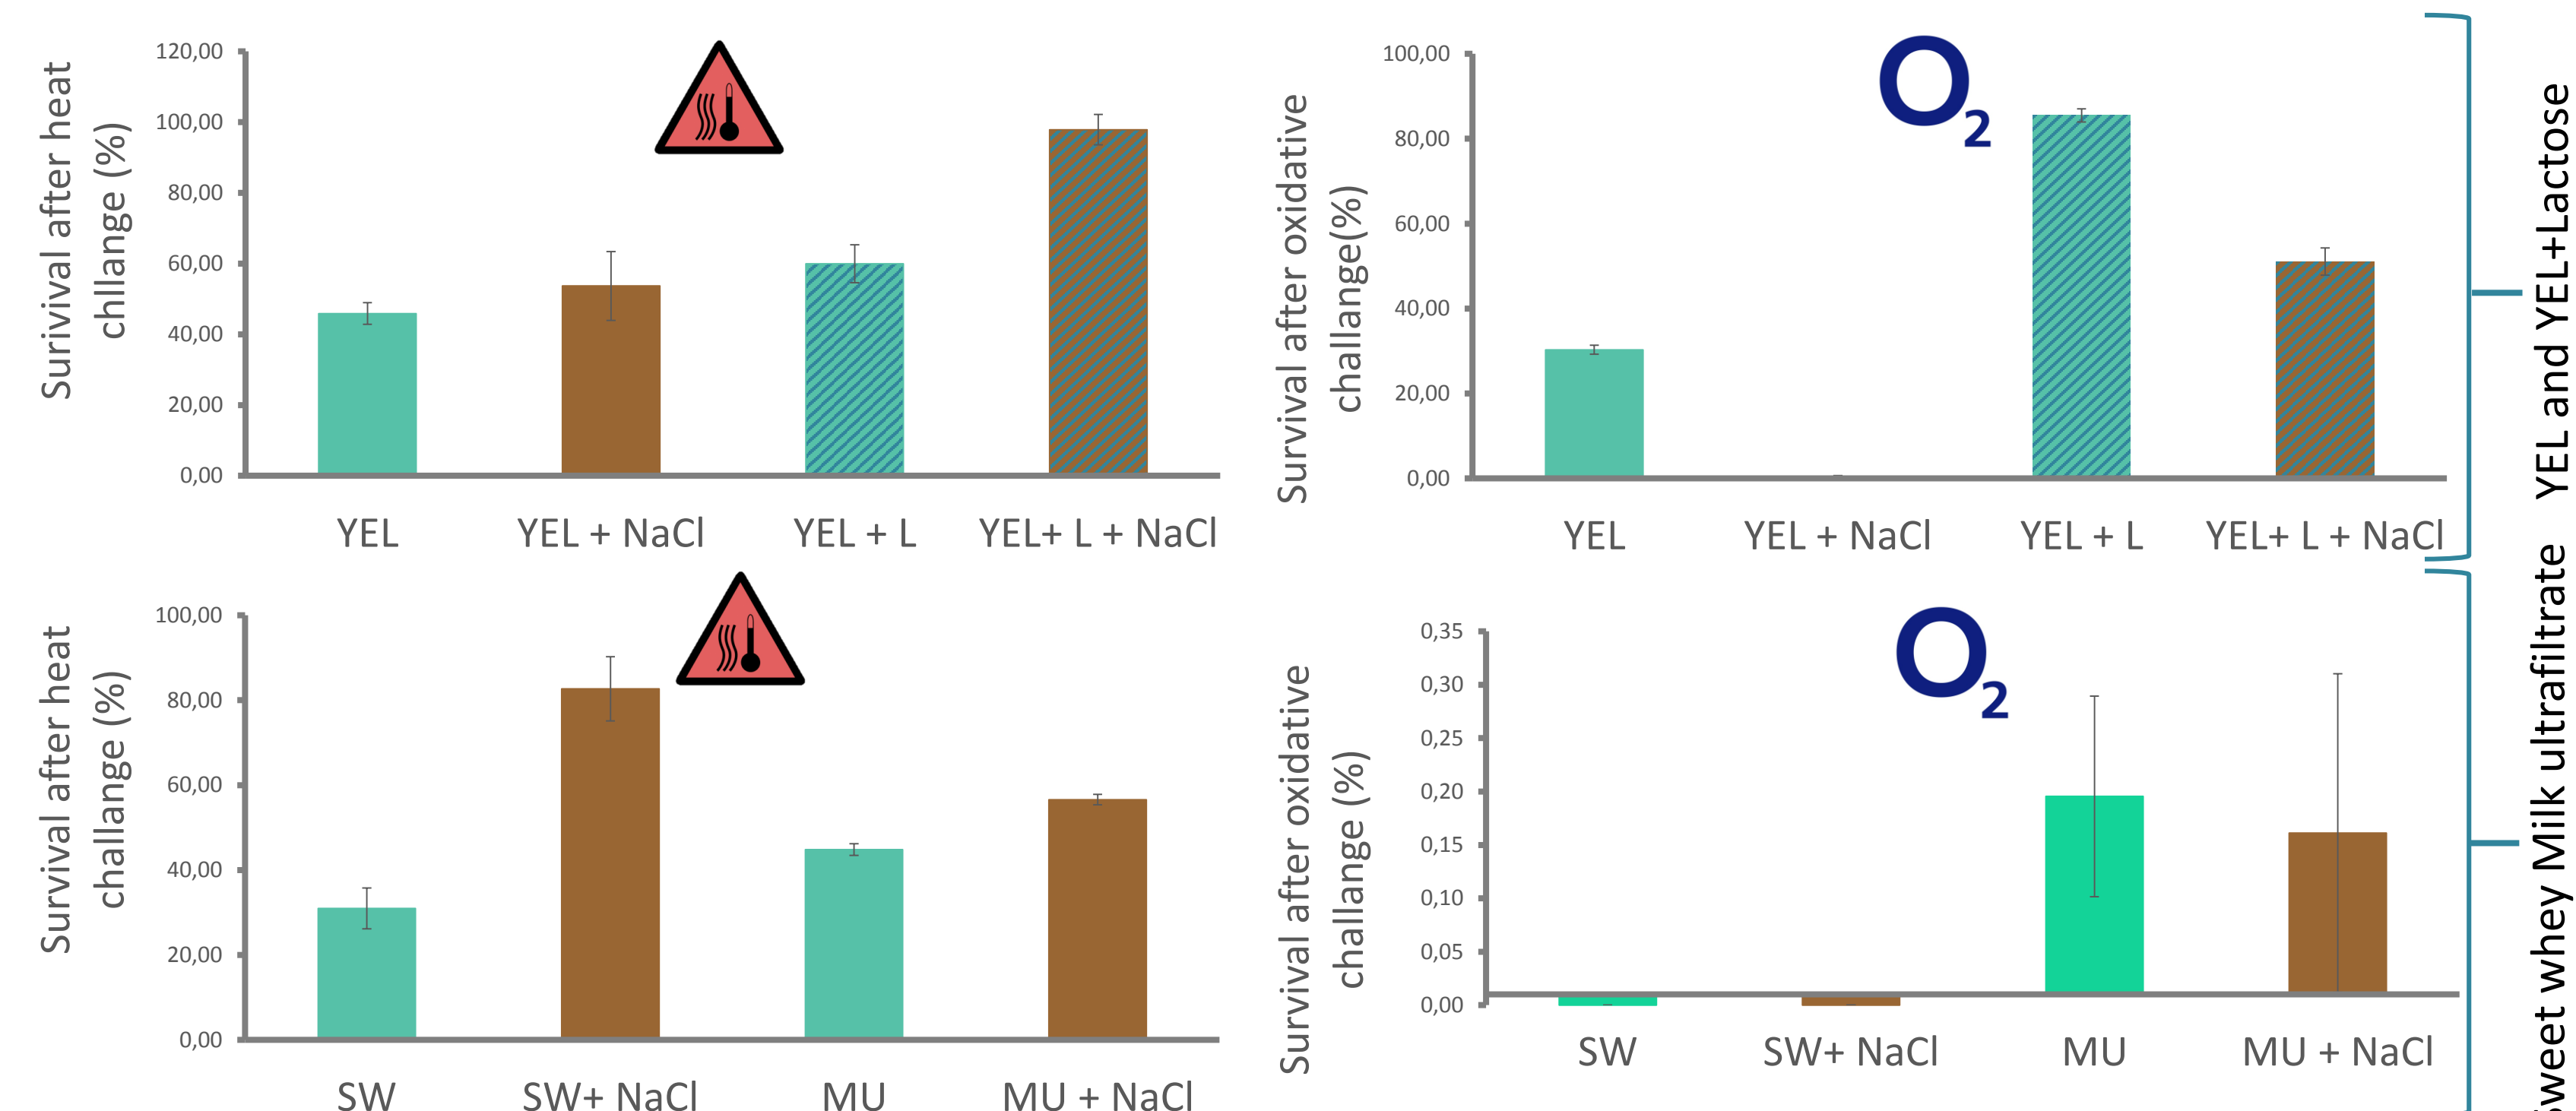 Surivival after heat
chllange (%)
120,00
100,00
80,00
60,00
40,00
20,00
0,00
YEL
YEL + NaCl
YEL + L
YEL+ L + NaCl
Survival after oxidative
challange(%)
100,00
80,00
60,00
40,00
20,00
0,00
O2
YEL
YEL + NaCl
YEL + L
YEL+ L + NaCl
YEL and YEL+Lactose
Survival after heat
challange (%)
100,00
80,00
60,00
40,00
20,00
0,00
SW
SW+ NaCl
MU
MU + NaCl
Survival after oxidative
challange (%)
0,35
0,30
0,25
0,20
0,15
0,10
0,05
0,00
O2
SW
SW+ NaCl
MU
MU + NaCl
weet whey Milk ultrafiltrate